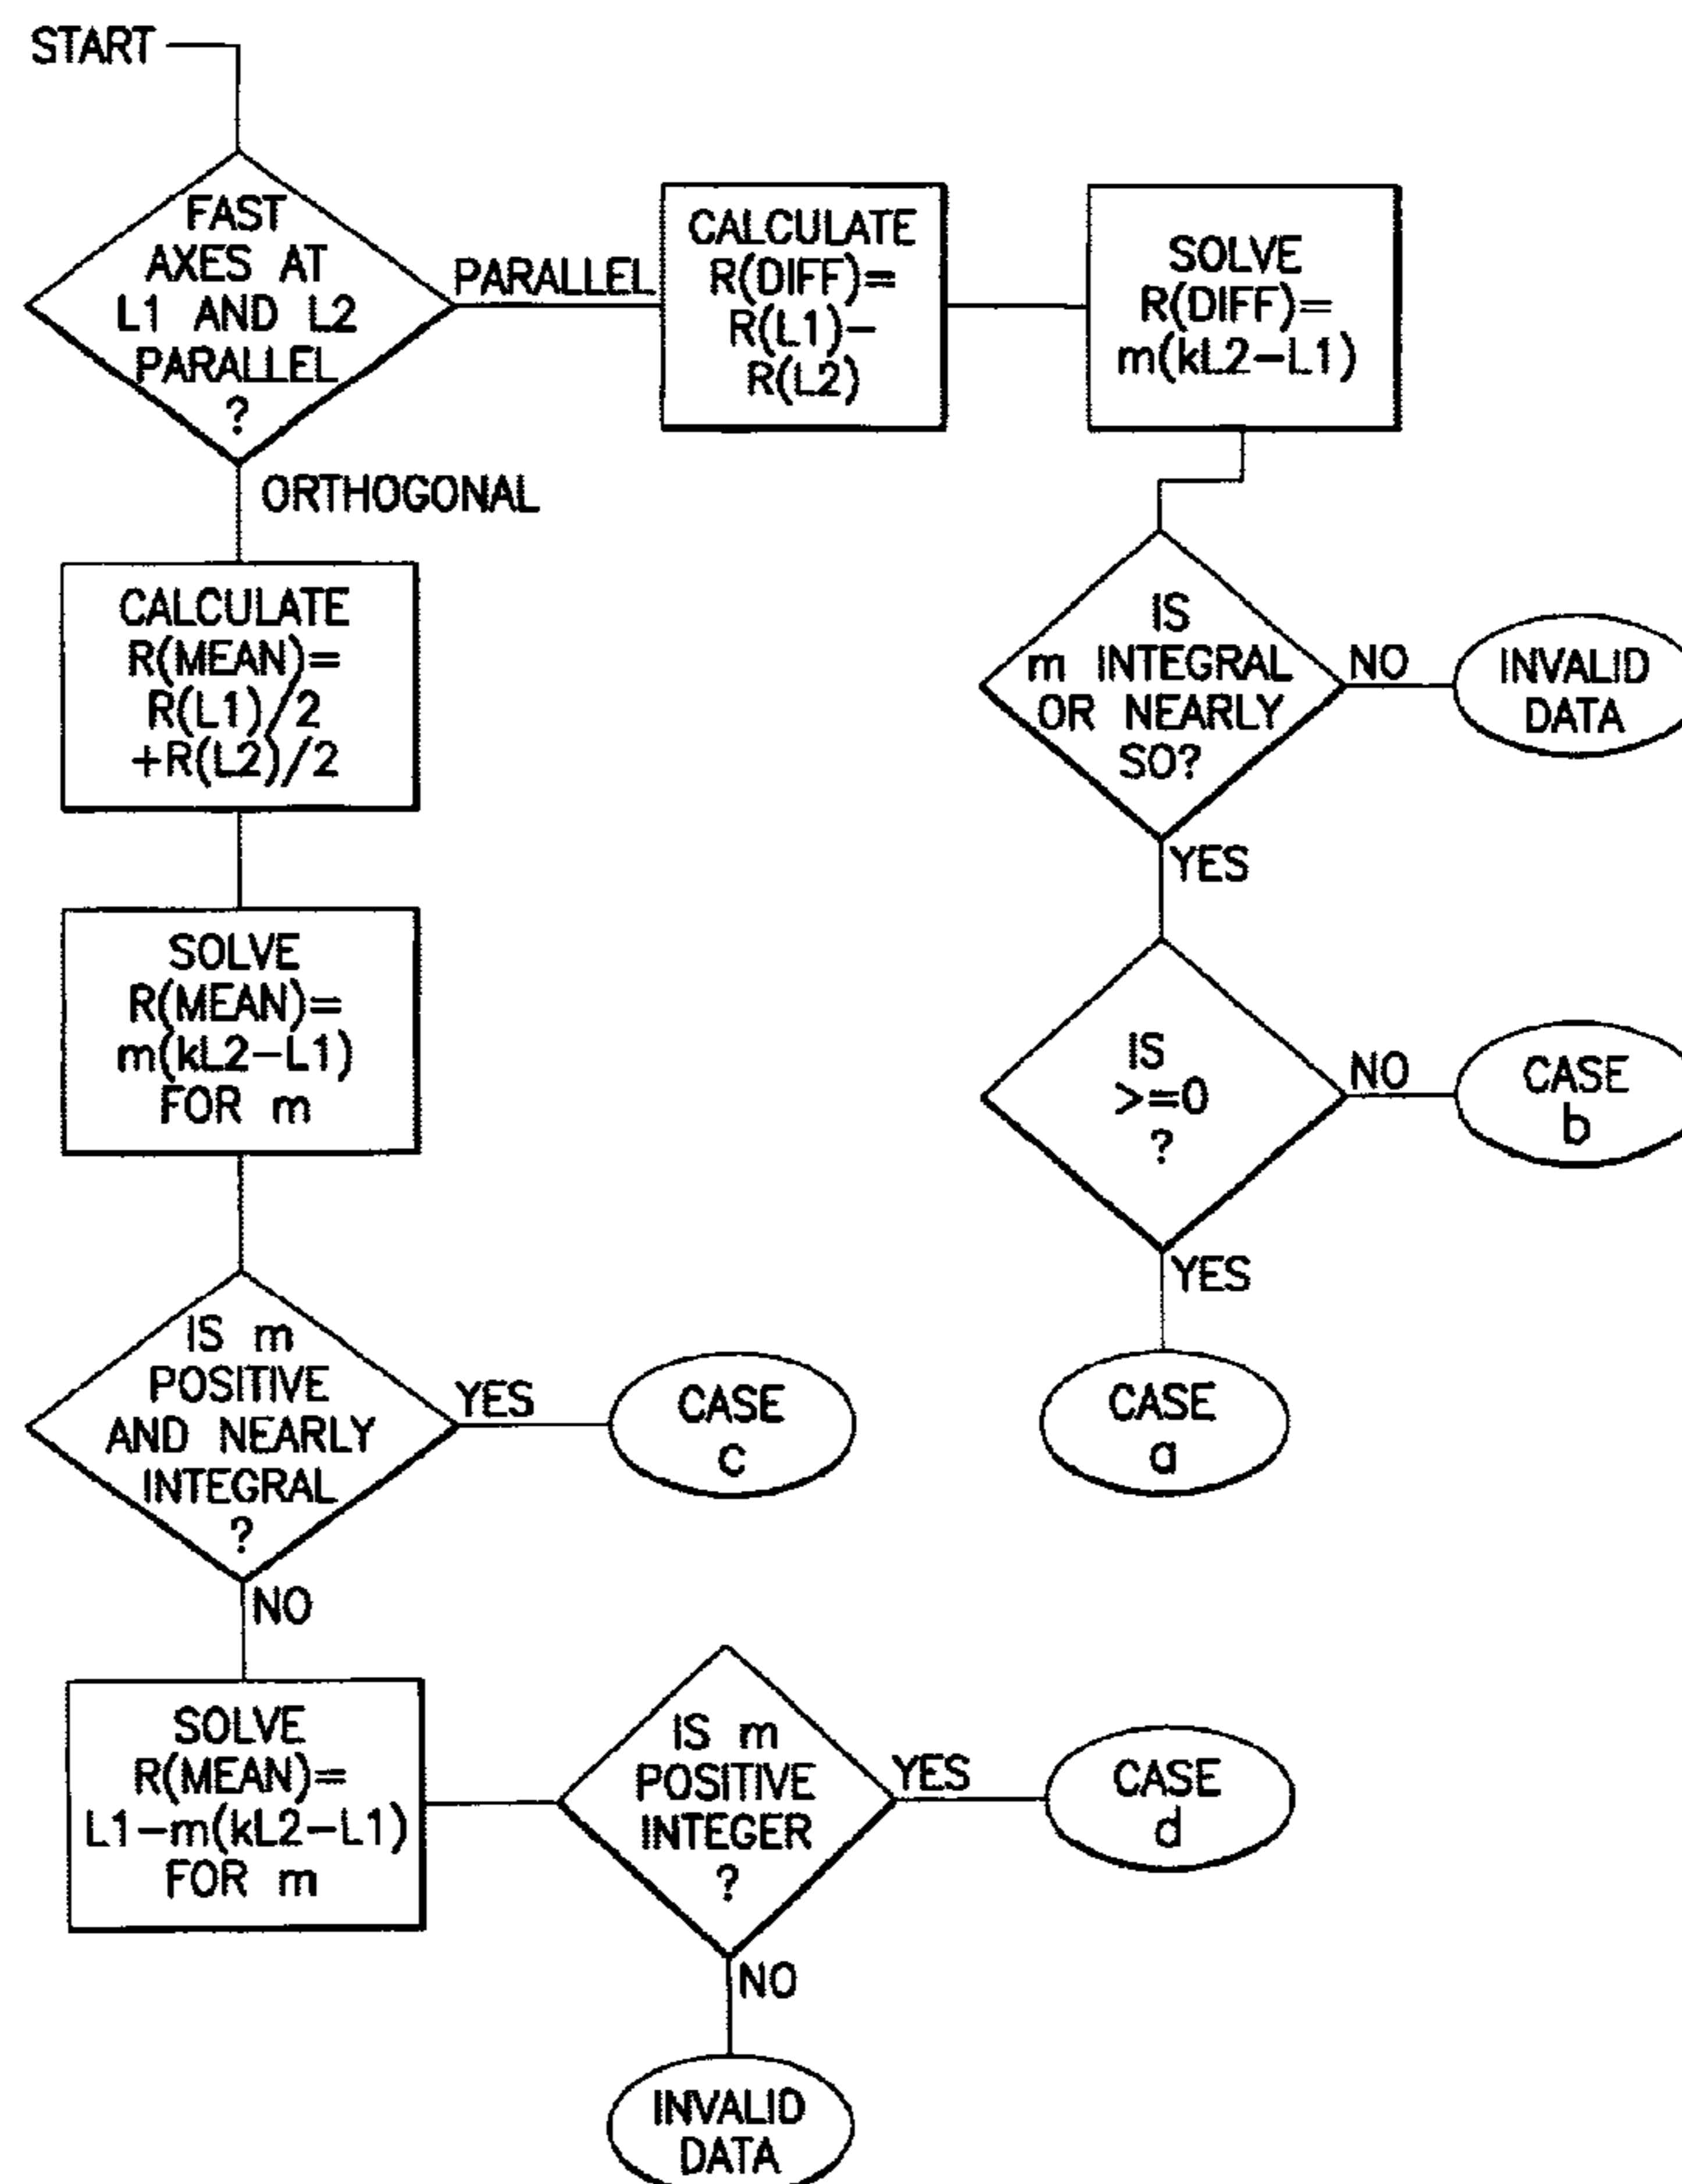 START
FAST
AXES AT
L1 AND L2
PARALLEL
?
PARALLEL
CALCULATE
R(DIFF)=
R(L1)-
R(L2)
SOLVE
R(DIFF)=
m(kL2-L1)
ORTHOGONAL
CALCULATE
R(MEAN)=
R(L1)/2
+R(L2)/2
IS
m INTEGRAL
OR NEARLY
SO?
NO
INVALID
DATA
YES
SOLVE
R(MEAN)=
m(kL2-L1)
FOR m
IS
>=0
?
NO
CASE
b
YES
CASE
a
IS m
POSITIVE
AND NEARLY
INTEGRAL
?
YES
CASE
c
NO
SOLVE
R(MEAN)=
L1-m(kL2-L1)
FOR m
IS m
POSITIVE
INTEGER
?
YES
CASE
d
NO
INVALID
DATA